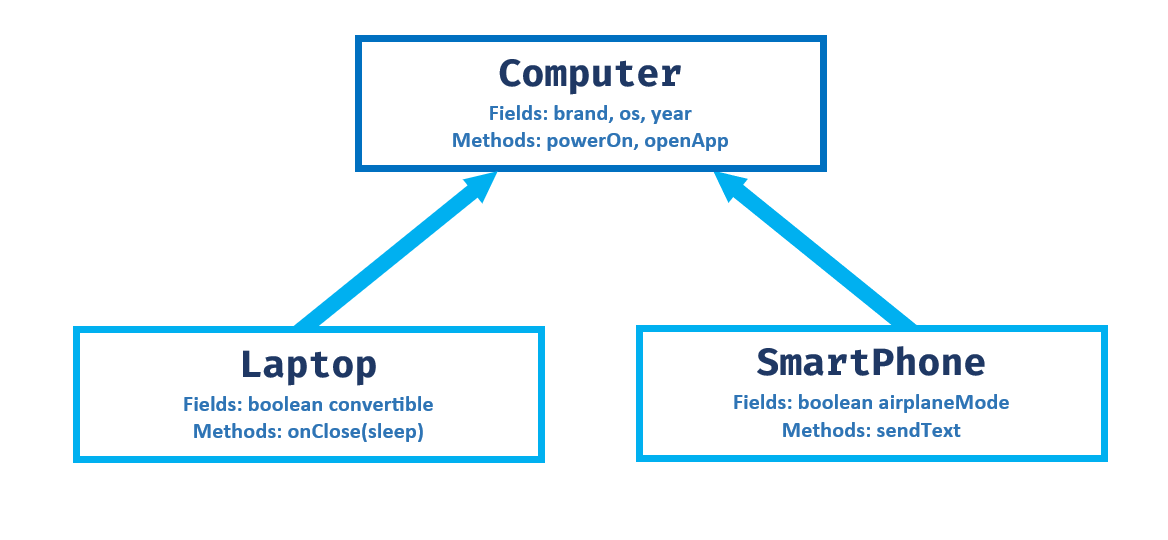 Computer
Fields: brand, os, year
Methods: powerOn, openApp
Laptop
Fields: boolean convertible
Methods: onClose(sleep)
SmartPhone
Fields: boolean airplaneMode
Methods: sendText